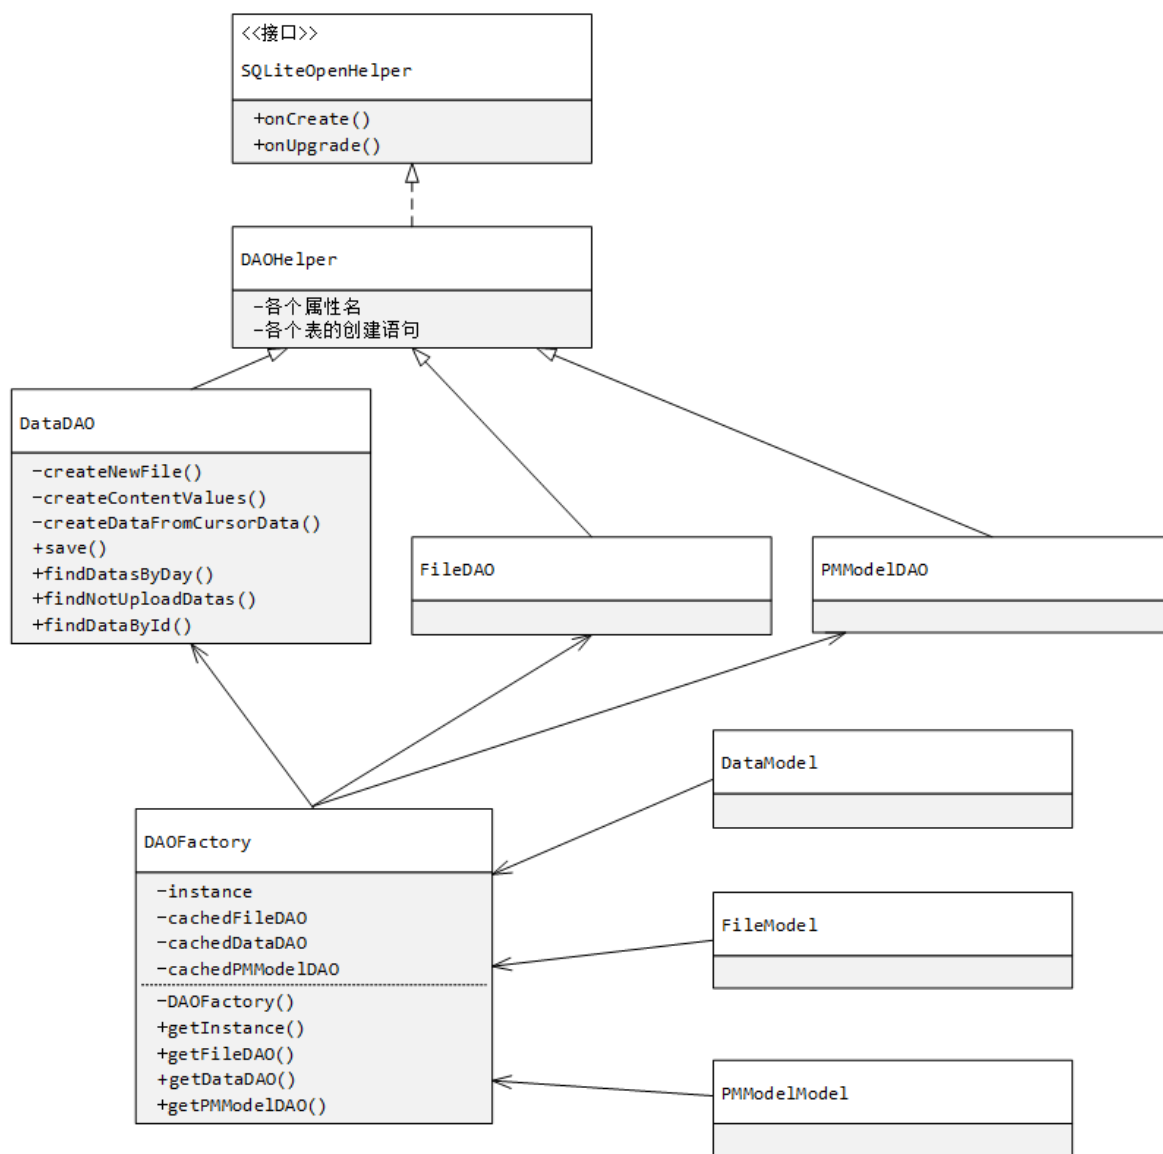 <<接口>>
SQLiteOpenHelper
+onCreate()
+onUpgrade()
DAOHelper
-各个属性名
-各个表的创建语句
DataDAO
-createNewFile()
-createContentValues()
-createDataFromCursorData()
+save()
+findDatasByDay()
+findNotUploadDatas()
+findDataById()
FileDAO
PMModelDAO
DataModel
DAOFactory
-instance
-cachedFileDAO
-cachedDataDAO
-cachedPMModelDAO
-DAOFactory()
+getInstance()
+getFileDAO()
+getDataDAO()
+getPMModelDAO()
FileModel
PMModelModel